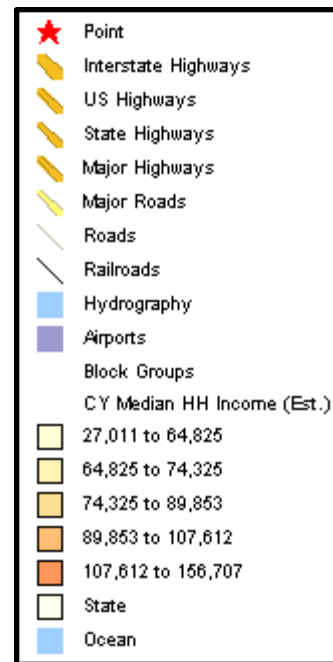 Point
Interstate Highways
US Highways
State Highways
Major Highways
Major Roads
Roads
Railroads
Hydrography
Airports
Block Groups
CY Median HH Income (Est.)
27,011 to 64,825
64,825 to 74,325
74,325 to 89,853
89,853 to 107,612
107,612 to 156,707
State
Ocean